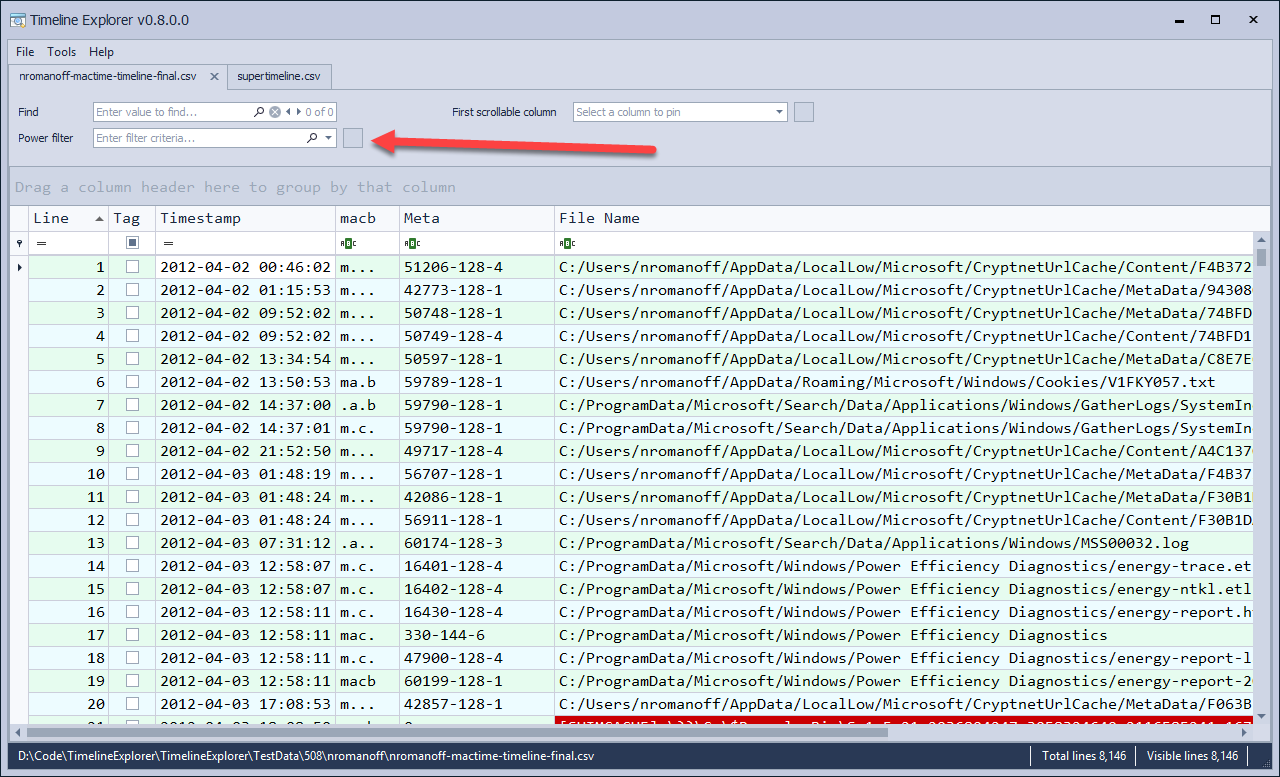 Timeline Explorer v0.8.0.0
File Tools Help
nromanoff-mactime-timeline-final.csv supertimeline.csv
Find Enter value to find... 0 of 0 First scrollable column Select a column to pin
Power filter Enter filter criteria...
Drag a column header here to group by that column
Line Tag Timestamp macb Meta File Name
= = ABC ABC ABC
1 2012-04-02 00:46:02 m... 51206-128-4 C:/Users/nromanoff/AppData/LocalLow/Microsoft/CryptnetUrlCache/Content/F4B372
2 2012-04-02 01:15:53 m... 42773-128-1 C:/Users/nromanoff/AppData/LocalLow/Microsoft/CryptnetUrlCache/MetaData/94308
3 2012-04-02 09:52:02 m... 50748-128-1 C:/Users/nromanoff/AppData/LocalLow/Microsoft/CryptnetUrlCache/MetaData/74BFD
4 2012-04-02 09:52:02 m... 50749-128-4 C:/Users/nromanoff/AppData/LocalLow/Microsoft/CryptnetUrlCache/Content/74BFD1
5 2012-04-02 13:34:54 m... 50597-128-1 C:/Users/nromanoff/AppData/LocalLow/Microsoft/CryptnetUrlCache/MetaData/C8E7E
6 2012-04-02 13:50:53 ma.b 59789-128-1 C:/Users/nromanoff/AppData/Roaming/Microsoft/Windows/Cookies/V1FKY057.txt
7 2012-04-02 14:37:00 .a.b 59790-128-1 C:/ProgramData/Microsoft/Search/Data/Applications/Windows/GatherLogs/SystemIn
8 2012-04-02 14:37:01 m.c. 59790-128-1 C:/ProgramData/Microsoft/Search/Data/Applications/Windows/GatherLogs/SystemIn
9 2012-04-02 21:52:50 m... 49717-128-4 C:/Users/nromanoff/AppData/LocalLow/Microsoft/CryptnetUrlCache/Content/A4C137
10 2012-04-03 01:48:19 m... 56707-128-1 C:/Users/nromanoff/AppData/LocalLow/Microsoft/CryptnetUrlCache/MetaData/F4B37
11 2012-04-03 01:48:24 m... 42086-128-1 C:/Users/nromanoff/AppData/LocalLow/Microsoft/CryptnetUrlCache/MetaData/F30B1
12 2012-04-03 01:48:24 m... 56911-128-1 C:/Users/nromanoff/AppData/LocalLow/Microsoft/CryptnetUrlCache/Content/F30B1D
13 2012-04-03 07:31:12 .a.. 60174-128-3 C:/ProgramData/Microsoft/Search/Data/Applications/Windows/MSS00032.log
14 2012-04-03 12:58:07 m.c. 16401-128-4 C:/ProgramData/Microsoft/Windows/Power Efficiency Diagnostics/energy-trace.et
15 2012-04-03 12:58:07 m.c. 16402-128-4 C:/ProgramData/Microsoft/Windows/Power Efficiency Diagnostics/energy-ntkl.etl
16 2012-04-03 12:58:11 m.c. 16430-128-4 C:/ProgramData/Microsoft/Windows/Power Efficiency Diagnostics/energy-report.h
17 2012-04-03 12:58:11 mac. 330-144-6 C:/ProgramData/Microsoft/Windows/Power Efficiency Diagnostics
18 2012-04-03 12:58:11 m.c. 47900-128-4 C:/ProgramData/Microsoft/Windows/Power Efficiency Diagnostics/energy-report-l
19 2012-04-03 12:58:11 macb 60199-128-1 C:/ProgramData/Microsoft/Windows/Power Efficiency Diagnostics/energy-report-2
20 2012-04-03 17:08:53 m... 42857-128-1 C:/Users/nromanoff/AppData/LocalLow/Microsoft/CryptnetUrlCache/MetaData/F063B
D:\Code\TimelineExplorer\TimelineExplorer\TestData\508\nromanoff\nromanoff-mactime-timeline-final.csv Total lines 8,146 Visible lines 8,146